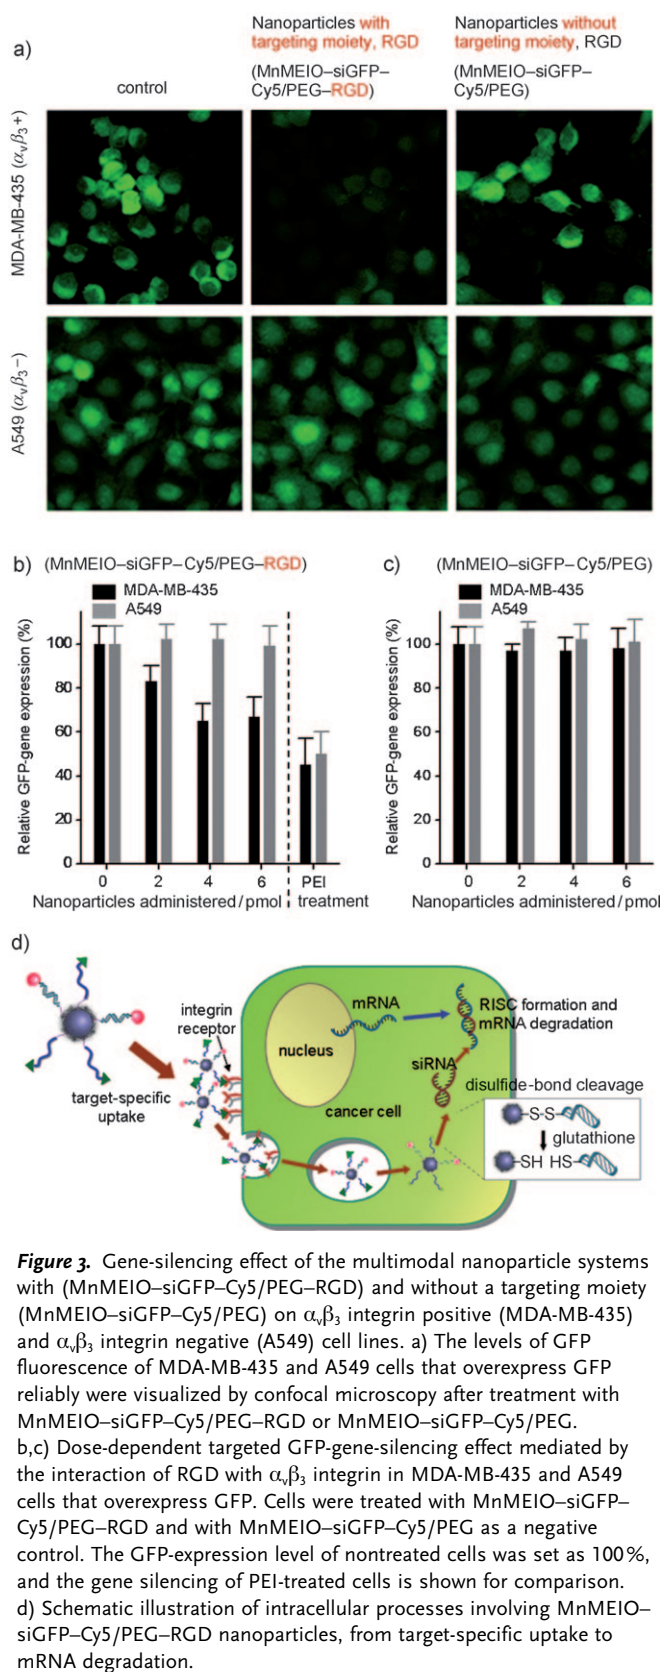 a)
Nanoparticles with
targeting moiety, RGD
(MnMEIO–siGFP–
Cy5/PEG–RGD)
Nanoparticles without
targeting moiety, RGD
(MnMEIO–siGFP–
Cy5/PEG)
control
MDA-MB-435 (αvβ3+)
A549 (αvβ3−)
b) (MnMEIO–siGFP–Cy5/PEG–RGD)
MDA-MB-435
A549
Relative GFP-gene expression (%)
100
80
60
40
20
0
0 2 4 6 PEI
Nanoparticles administered / pmol treatment
c) (MnMEIO–siGFP–Cy5/PEG)
MDA-MB-435
A549
Relative GFP-gene expression (%)
100
80
60
40
20
0
0 2 4 6
Nanoparticles administered / pmol
d)
target-specific
uptake
integrin
receptor
nucleus
mRNA
RISC formation and
mRNA degradation
siRNA
cancer cell
disulfide-bond cleavage
S-S
glutathione
SH HS
Figure 3. Gene-silencing effect of the multimodal nanoparticle systems
with (MnMEIO–siGFP–Cy5/PEG–RGD) and without a targeting moiety
(MnMEIO–siGFP–Cy5/PEG) on αvβ3 integrin positive (MDA-MB-435)
and αvβ3 integrin negative (A549) cell lines. a) The levels of GFP
fluorescence of MDA-MB-435 and A549 cells that overexpress GFP
reliably were visualized by confocal microscopy after treatment with
MnMEIO–siGFP–Cy5/PEG–RGD or MnMEIO–siGFP–Cy5/PEG.
b,c) Dose-dependent targeted GFP-gene-silencing effect mediated by
the interaction of RGD with αvβ3 integrin in MDA-MB-435 and A549
cells that overexpress GFP. Cells were treated with MnMEIO–siGFP–
Cy5/PEG–RGD and with MnMEIO–siGFP–Cy5/PEG as a negative
control. The GFP-expression level of nontreated cells was set as 100%,
and the gene silencing of PEI-treated cells is shown for comparison.
d) Schematic illustration of intracellular processes involving MnMEIO–
siGFP–Cy5/PEG–RGD nanoparticles, from target-specific uptake to
mRNA degradation.